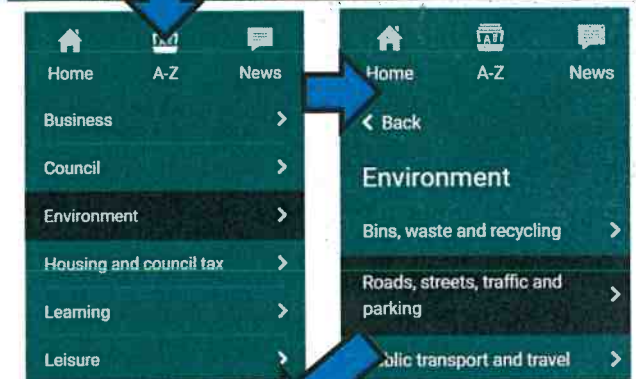 Home A-Z News
Business
Council
Environment
Housing and council tax
Learning
Leisure
Home A-Z News
Back
Environment
Bins, waste and recycling
Roads, streets, traffic and
parking
transport and travel